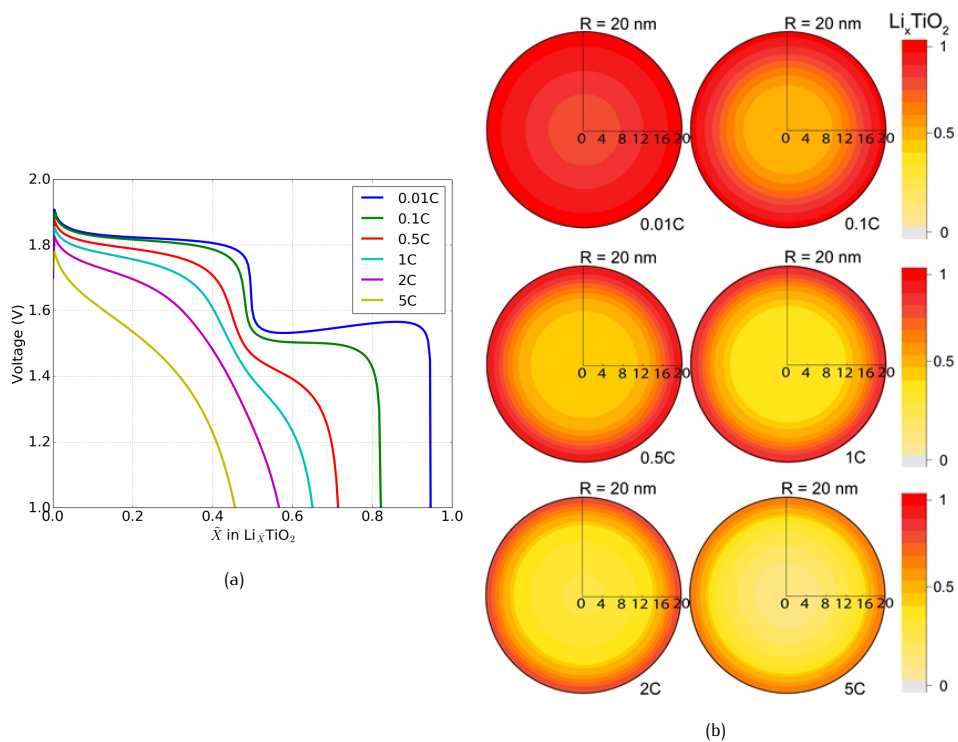 2.0
1.8
1.6
1.4
1.2
1.0
0.0 0.2 0.4 0.6 0.8 1.0
Voltage (V)
X̃ in Li_X̃TiO₂
0.01C
0.1C
0.5C
1C
2C
5C
(a)
R = 20 nm R = 20 nm LiₓTiO₂
0 4 8 12 16 20 0 4 8 12 16 20
0.01C 0.1C
1
0.5
0
R = 20 nm R = 20 nm
0 4 8 12 16 20 0 4 8 12 16 20
0.5C 1C
1
0.5
0
R = 20 nm R = 20 nm
0 4 8 12 16 20 0 4 8 12 16 20
2C 5C
1
0.5
0
(b)